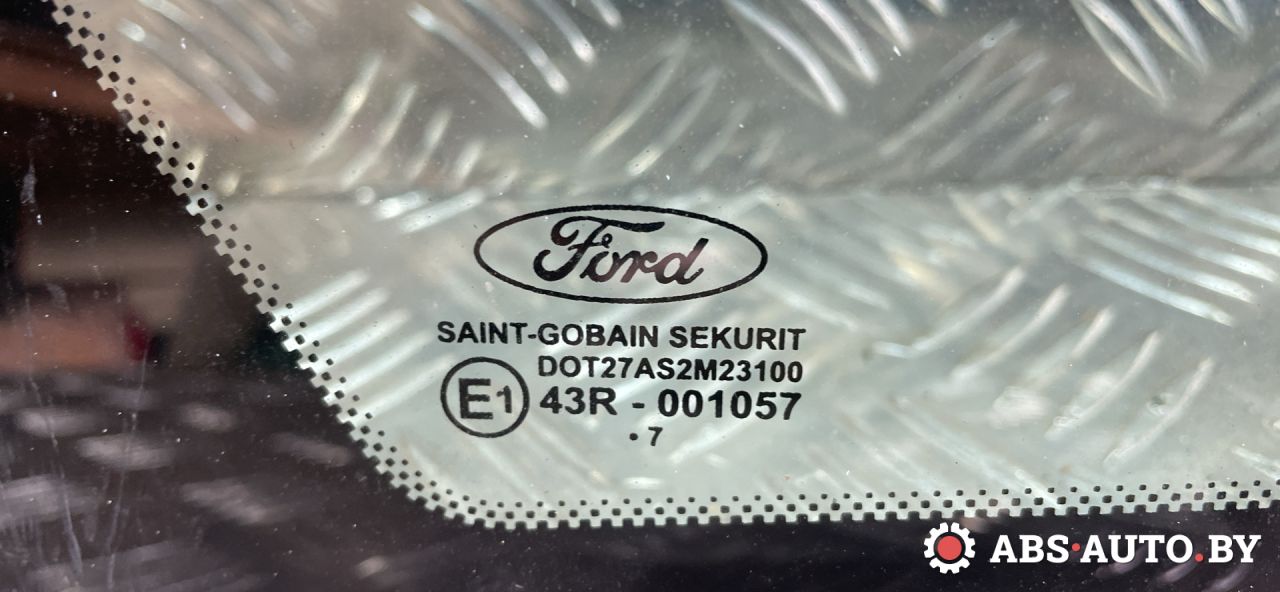 Ford
SAINT-GOBAIN SEKURIT
DOT27AS2M23100
E1 43R - 001057
. 7
ABS·AUTO.BY